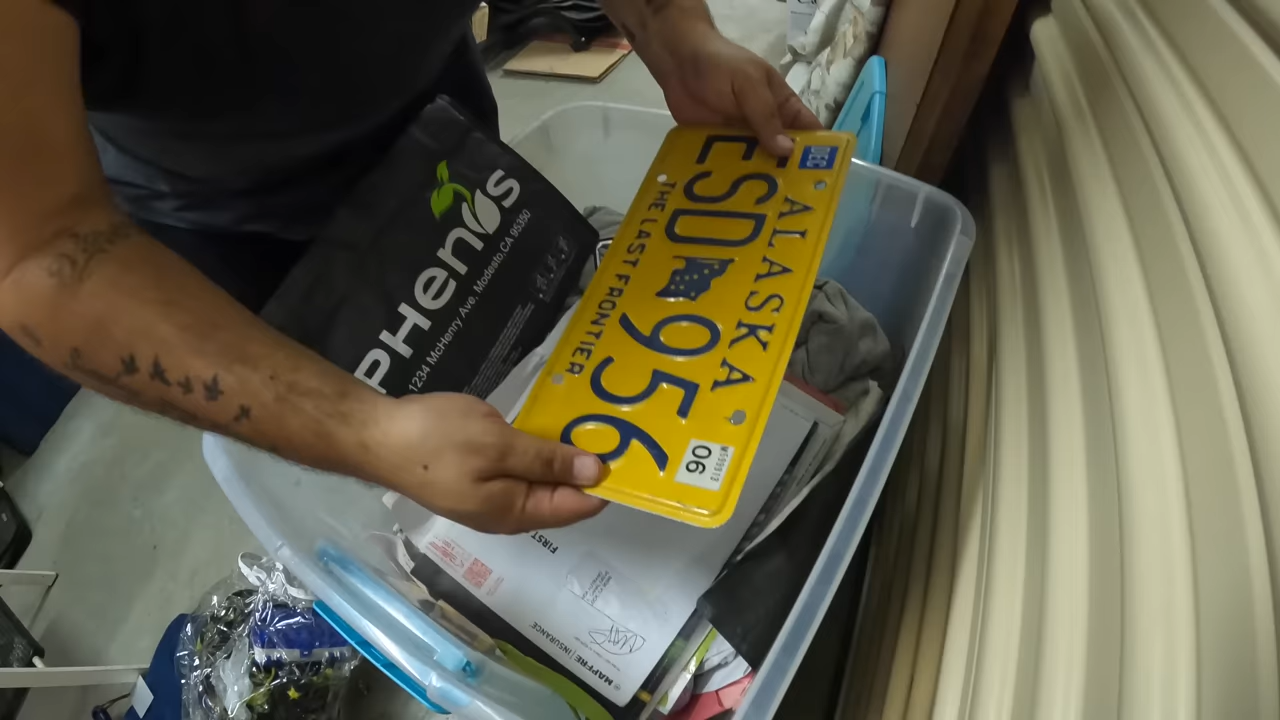 DEC
ALASKA
ESD 956
06
THE LAST FRONTIER
PHenOs
1234 McHenry Ave, Modesto, CA 95350
FIRST
MAPFRE | INSURANCE